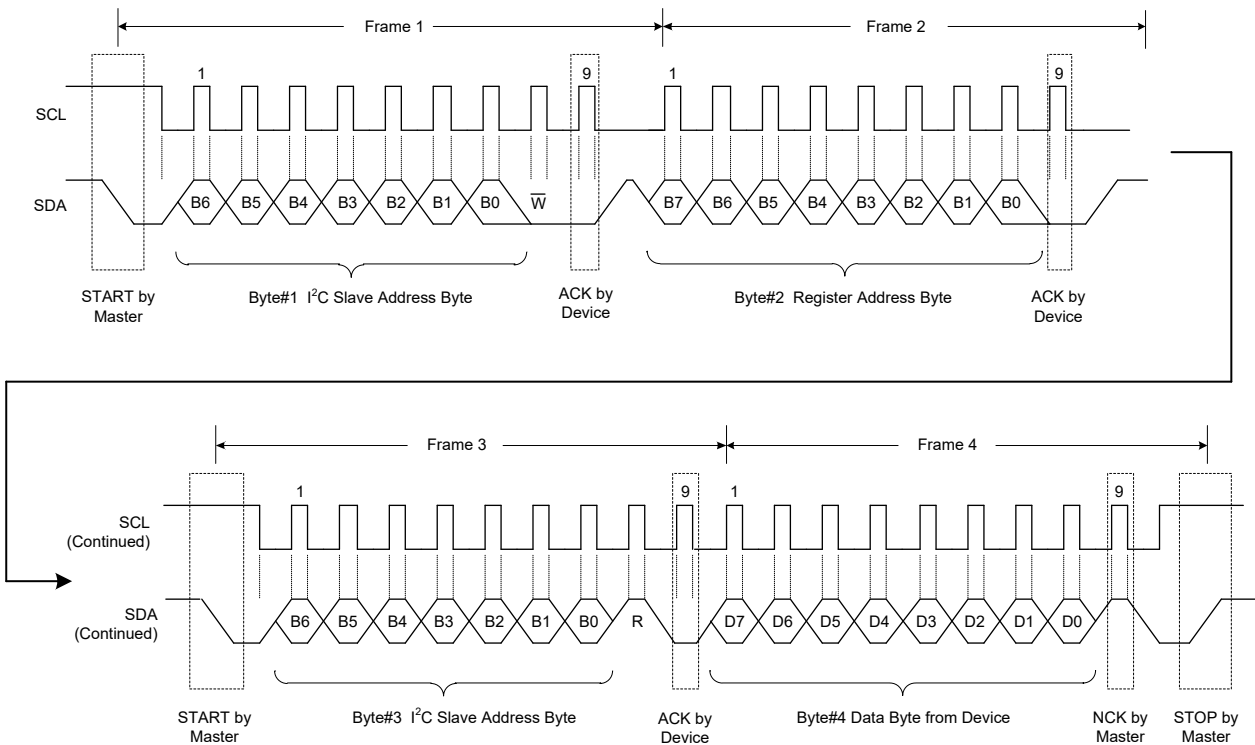 Frame 1 Frame 2
1 9 1 9
SCL
SDA B6 B5 B4 B3 B2 B1 B0 W̅ B7 B6 B5 B4 B3 B2 B1 B0
START by Master
Byte#1 I²C Slave Address Byte
ACK by Device
Byte#2 Register Address Byte
ACK by Device
Frame 3 Frame 4
1 9 1 9
SCL
(Continued)
SDA
(Continued)
B6 B5 B4 B3 B2 B1 B0 R D7 D6 D5 D4 D3 D2 D1 D0
START by
Master
Byte#3 I²C Slave Address Byte
ACK by
Device
Byte#4 Data Byte from Device
NCK by
Master
STOP by
Master